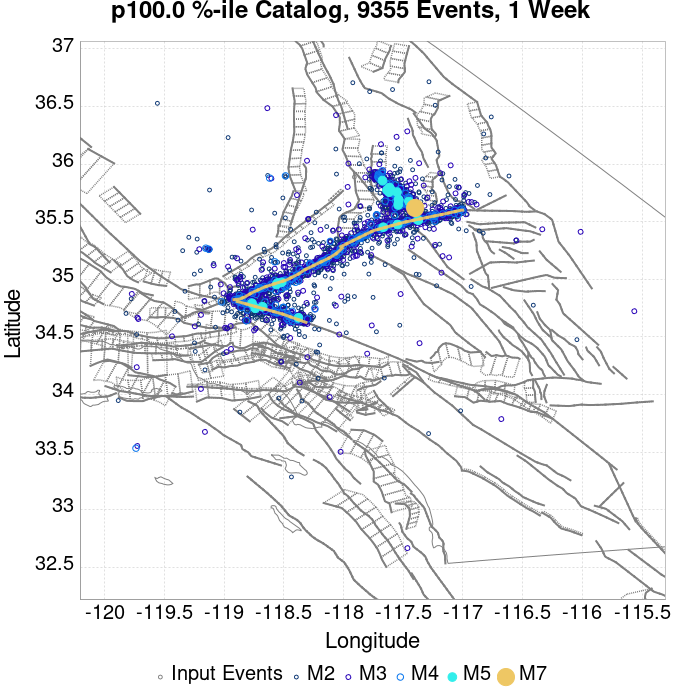 p100.0 %-ile Catalog, 9355 Events, 1 Week
37
36.5
36
35.5
35
34.5
34
33.5
33
32.5
Latitude
-120 -119.5 -119 -118.5 -118 -117.5 -117 -116.5 -116 -115.5
Longitude
Input Events M2 M3 M4 M5 M7